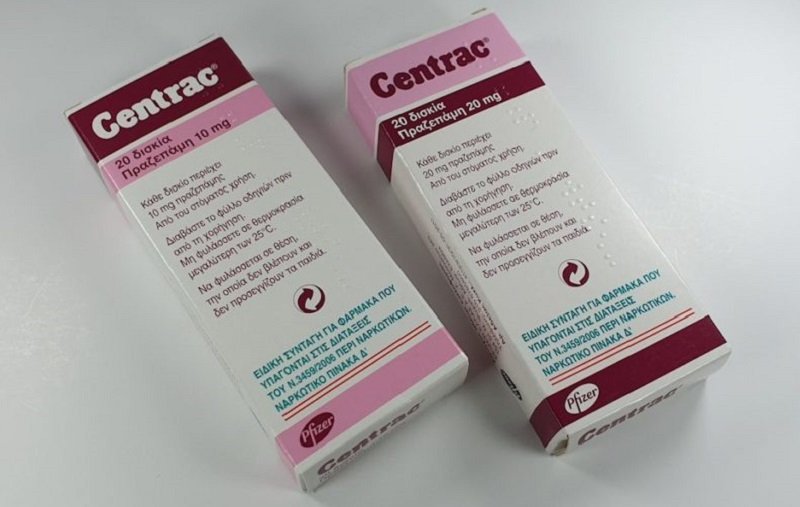 Centrac®
20 δισκία
Πραζεπάμη 10 mg
Κάθε δισκίο περιέχει
10 mg πραζεπάμης.
Από του στόματος χρήση.
Διαβάστε το φύλλο οδηγιών πριν
από τη χορήγηση.
Μη φυλάσσετε σε θερμοκρασία
μεγαλύτερη των 25°C.
Να φυλάσσεται σε θέση,
την οποία δεν βλέπουν και
δεν προσεγγίζουν τα παιδιά.
ΕΙΔΙΚΗ ΣΥΝΤΑΓΗ ΓΙΑ ΦΑΡΜΑΚΑ ΠΟΥ
ΥΠΑΓΟΝΤΑΙ ΣΤΙΣ ΔΙΑΤΑΞΕΙΣ
ΤΟΥ Ν.3459/2006 ΠΕΡΙ ΝΑΡΚΩΤΙΚΩΝ.
ΝΑΡΚΩΤΙΚΟ ΠΙΝΑΚΑ Δ'
Pfizer
Centrac®
Centrac®
20 δισκία
Πραζεπάμη 20 mg
Κάθε δισκίο περιέχει
20 mg πραζεπάμης.
Από του στόματος χρήση.
Διαβάστε το φύλλο οδηγιών πριν
από τη χορήγηση.
Μη φυλάσσετε σε θερμοκρασία
μεγαλύτερη των 25°C.
Να φυλάσσεται σε θέση,
την οποία δεν βλέπουν και
δεν προσεγγίζουν τα παιδιά.
ΕΙΔΙΚΗ ΣΥΝΤΑΓΗ ΓΙΑ ΦΑΡΜΑΚΑ ΠΟΥ
ΥΠΑΓΟΝΤΑΙ ΣΤΙΣ ΔΙΑΤΑΞΕΙΣ
ΤΟΥ Ν.3459/2006 ΠΕΡΙ ΝΑΡΚΩΤΙΚΩΝ.
ΝΑΡΚΩΤΙΚΟ ΠΙΝΑΚΑ Δ'
Pfizer
Centrac®